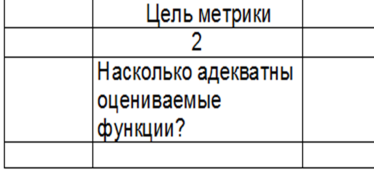 Цель метрики
2
Насколько адекватны
оцениваемые
функции?